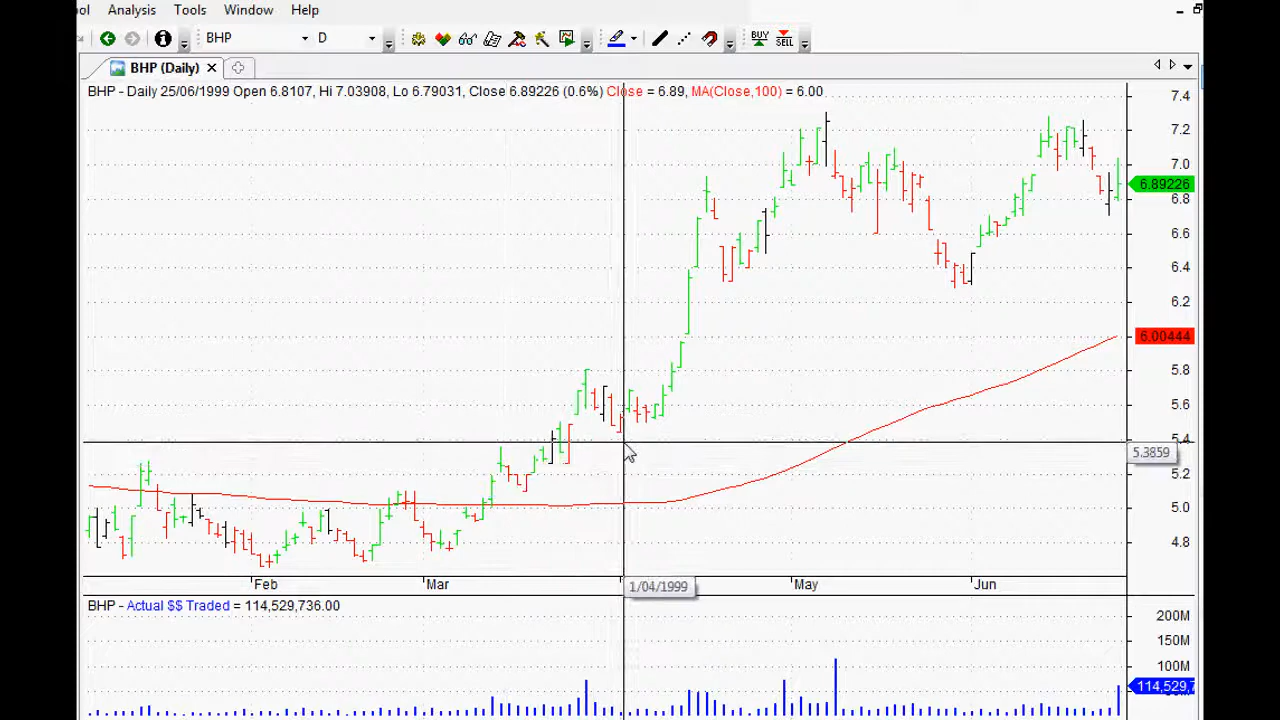 ol Analysis Tools Window Help
BHP D BUY SELL
BHP (Daily)
BHP - Daily 25/06/1999 Open 6.8107, Hi 7.03908, Lo 6.79031, Close 6.89226 (0.6%) Close = 6.89, MA(Close,100) = 6.00
7.4
7.2
7.0
6.89226
6.8
6.6
6.4
6.2
6.00444
5.8
5.6
5.4
5.3859
5.2
5.0
4.8
Feb Mar 1/04/1999 May Jun
BHP - Actual $$ Traded = 114,529,736.00
200M
150M
100M
114,529,7